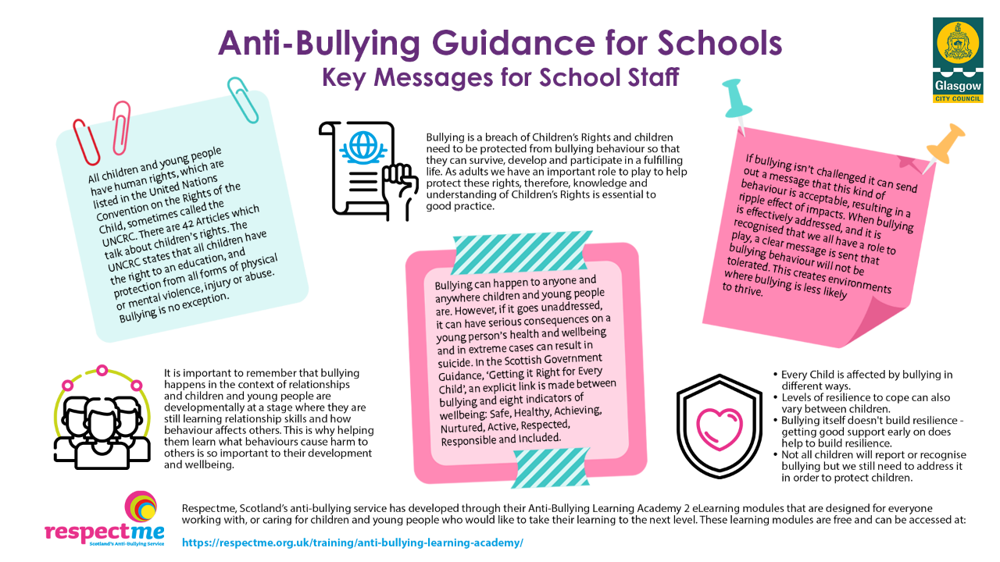 Anti-Bullying Guidance for Schools
Key Messages for School Staff
Glasgow
CITY COUNCIL
All children and young people
have human rights, which are
listed in the United Nations
Convention on the Rights of the
Child, sometimes called the
UNCRC. There are 42 Articles which
talk about children's rights. The
UNCRC states that all children have
the right to an education, and
protection from all forms of physical
or mental violence, injury or abuse.
Bullying is no exception.
Bullying is a breach of Children's Rights and children
need to be protected from bullying behaviour so that
they can survive, develop and participate in a fulfilling
life. As adults we have an important role to play to help
protect these rights, therefore, knowledge and
understanding of Children's Rights is essential to
good practice.
If bullying isn't challenged it can send
out a message that this kind of
behaviour is acceptable, resulting in a
ripple effect of impacts. When bullying
is effectively addressed, and it is
recognised that we all have a role to
play, a clear message is sent that
bullying behaviour will not be
tolerated. This creates environments
where bullying is less likely
to thrive.
Bullying can happen to anyone and
anywhere children and young people
are. However, if it goes unaddressed,
it can have serious consequences on a
young person's health and wellbeing
and in extreme cases can result in
suicide. In the Scottish Government
Guidance, 'Getting it Right for Every
Child', an explicit link is made between
bullying and eight indicators of
wellbeing: Safe, Healthy, Achieving,
Nurtured, Active, Respected,
Responsible and Included.
It is important to remember that bullying
happens in the context of relationships
and children and young people are
developmentally at a stage where they are
still learning relationship skills and how
behaviour affects others. This is why helping
them learn what behaviours cause harm to
others is so important to their development
and wellbeing.
• Every Child is affected by bullying in
different ways.
• Levels of resilience to cope can also
vary between children.
• Bullying itself doesn't build resilience -
getting good support early on does
help to build resilience.
• Not all children will report or recognise
bullying but we still need to address it
in order to protect children.
respectme
Scotland's Anti-Bullying Service
Respectme, Scotland's anti-bullying service has developed through their Anti-Bullying Learning Academy 2 eLearning modules that are designed for everyone
working with, or caring for children and young people who would like to take their learning to the next level. These learning modules are free and can be accessed at:
https://respectme.org.uk/training/anti-bullying-learning-academy/